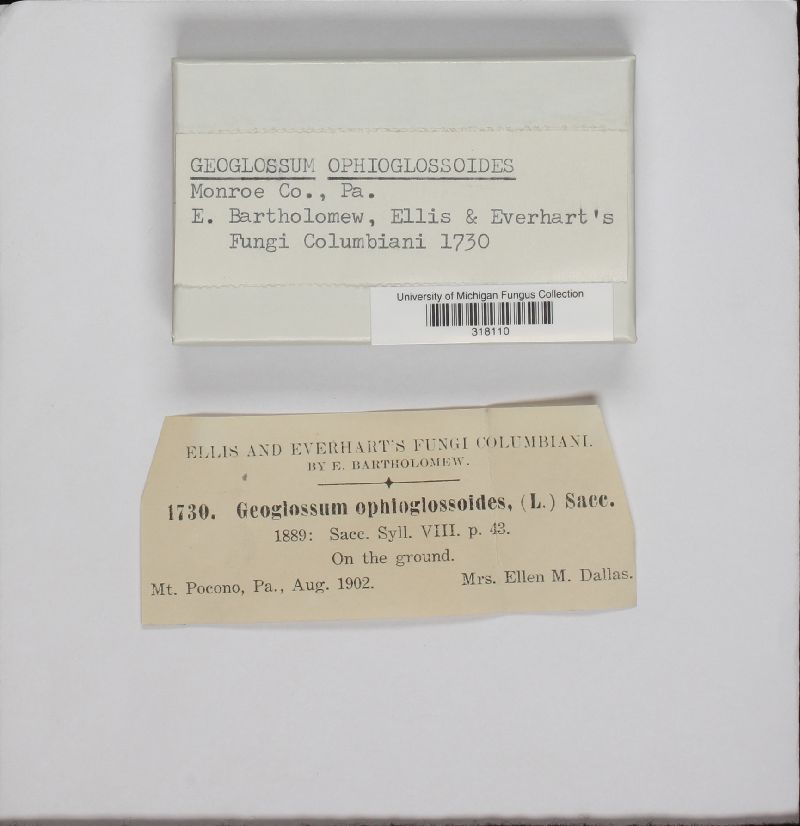 GEOGLOSSUM OPHIOGLOSSOIDES
Monroe Co., Pa.
E. Bartholomew, Ellis & Everhart's
Fungi Columbiani 1730
University of Michigan Fungus Collection
318110
ELLIS AND EVERHART'S FUNGI COLUMBIANI.
BY E. BARTHOLOMEW.
1730. Geoglossum ophioglossoides, (L.) Sacc.
1889: Sacc. Syll. VIII. p. 43.
On the ground.
Mt. Pocono, Pa., Aug. 1902. Mrs. Ellen M. Dallas.